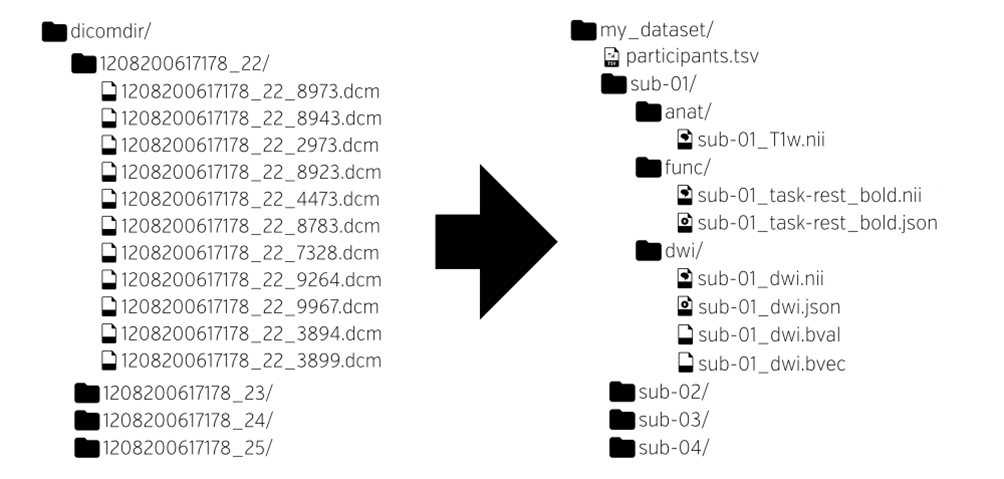 dicomdir/
1208200617178_22/
1208200617178_22_8973.dcm
1208200617178_22_8943.dcm
1208200617178_22_2973.dcm
1208200617178_22_8923.dcm
1208200617178_22_4473.dcm
1208200617178_22_8783.dcm
1208200617178_22_7328.dcm
1208200617178_22_9264.dcm
1208200617178_22_9967.dcm
1208200617178_22_3894.dcm
1208200617178_22_3899.dcm
1208200617178_23/
1208200617178_24/
1208200617178_25/
my_dataset/
participants.tsv
sub-01/
anat/
sub-01_T1w.nii
func/
sub-01_task-rest_bold.nii
sub-01_task-rest_bold.json
dwi/
sub-01_dwi.nii
sub-01_dwi.json
sub-01_dwi.bval
sub-01_dwi.bvec
sub-02/
sub-03/
sub-04/